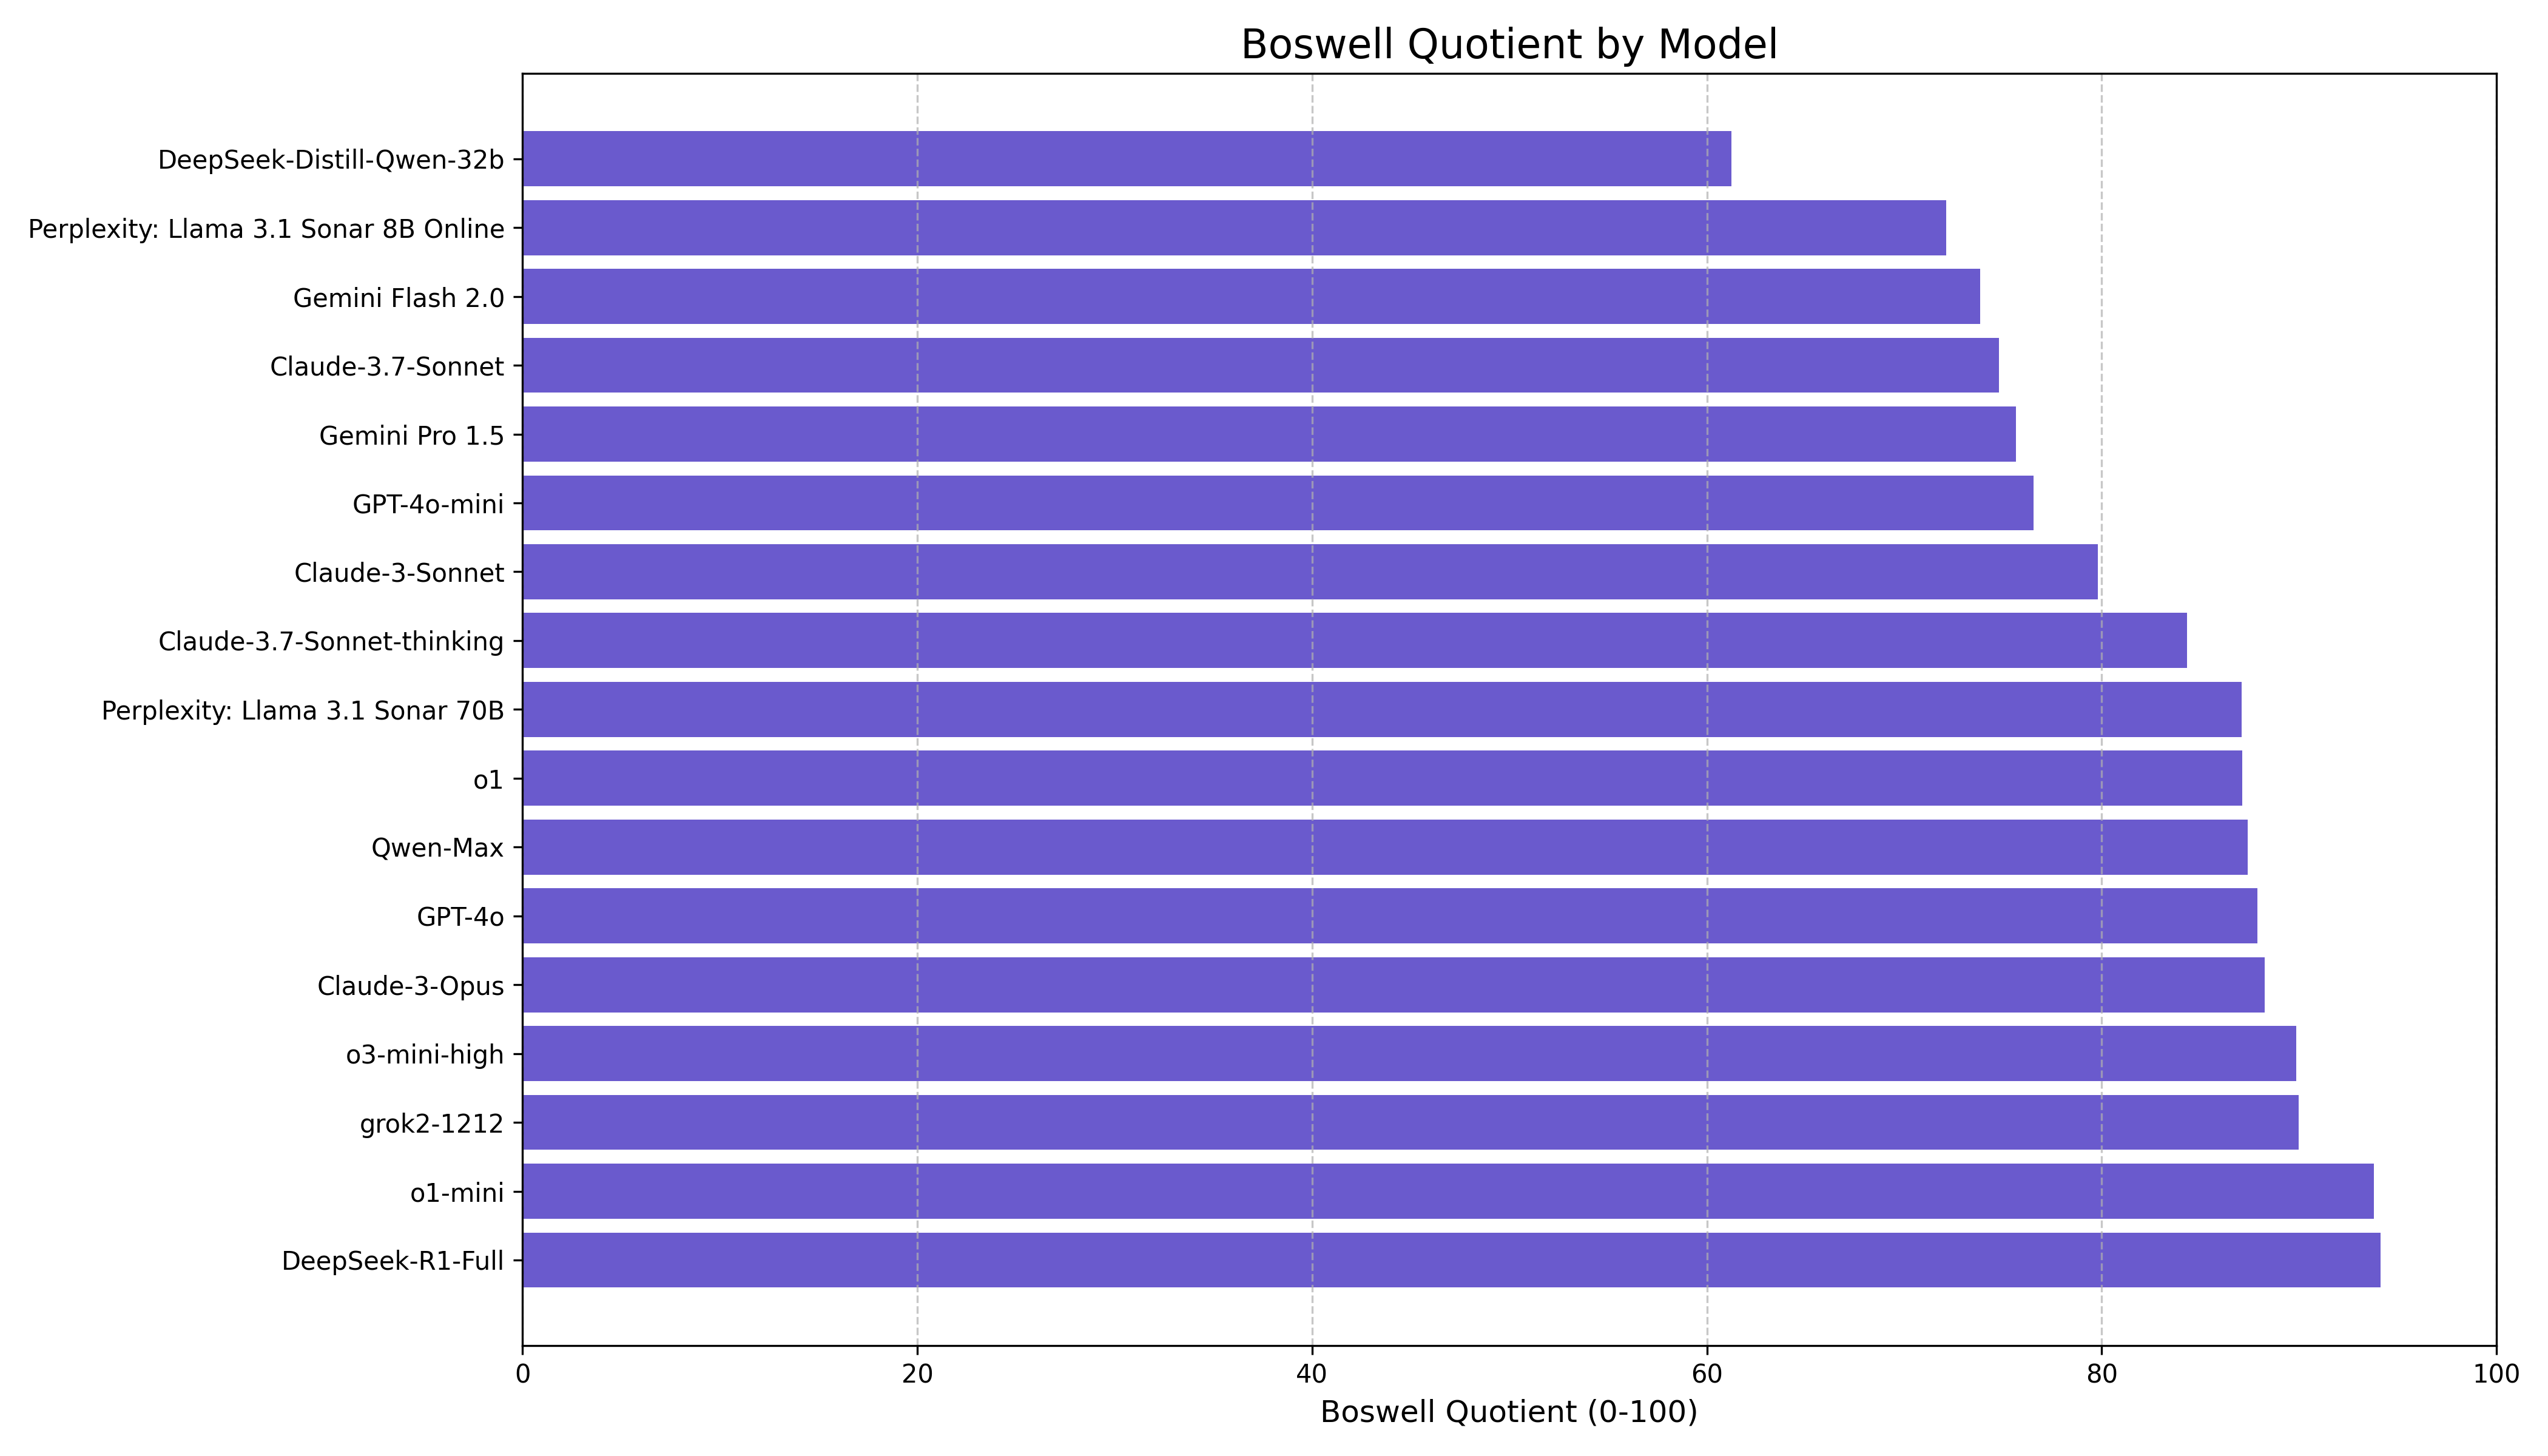 Boswell Quotient by Model
DeepSeek-Distill-Qwen-32b
Perplexity: Llama 3.1 Sonar 8B Online
Gemini Flash 2.0
Claude-3.7-Sonnet
Gemini Pro 1.5
GPT-4o-mini
Claude-3-Sonnet
Claude-3.7-Sonnet-thinking
Perplexity: Llama 3.1 Sonar 70B
o1
Qwen-Max
GPT-4o
Claude-3-Opus
o3-mini-high
grok2-1212
o1-mini
DeepSeek-R1-Full
0 20 40 60 80 100
Boswell Quotient (0-100)